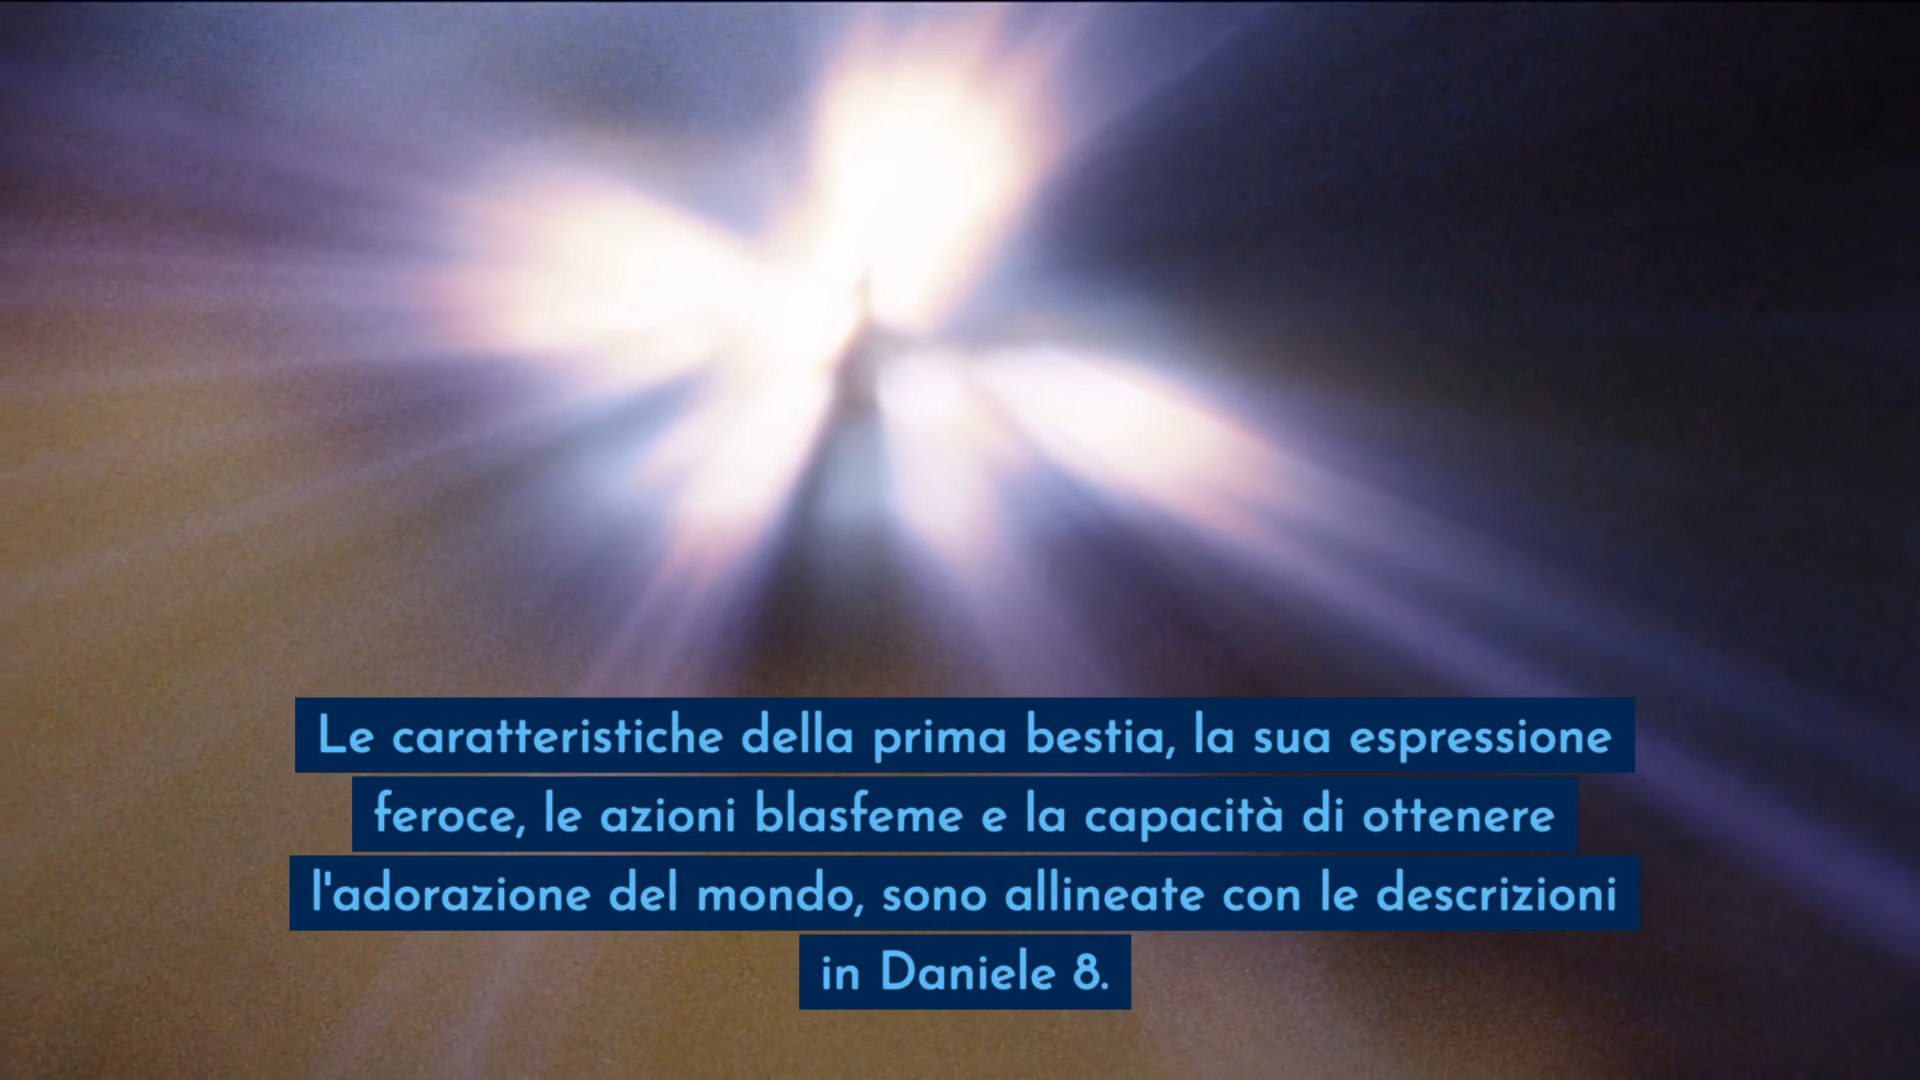 Le caratteristiche della prima bestia, la sua espressione
feroce, le azioni blasfeme e la capacità di ottenere
l'adorazione del mondo, sono allineate con le descrizioni
in Daniele 8.